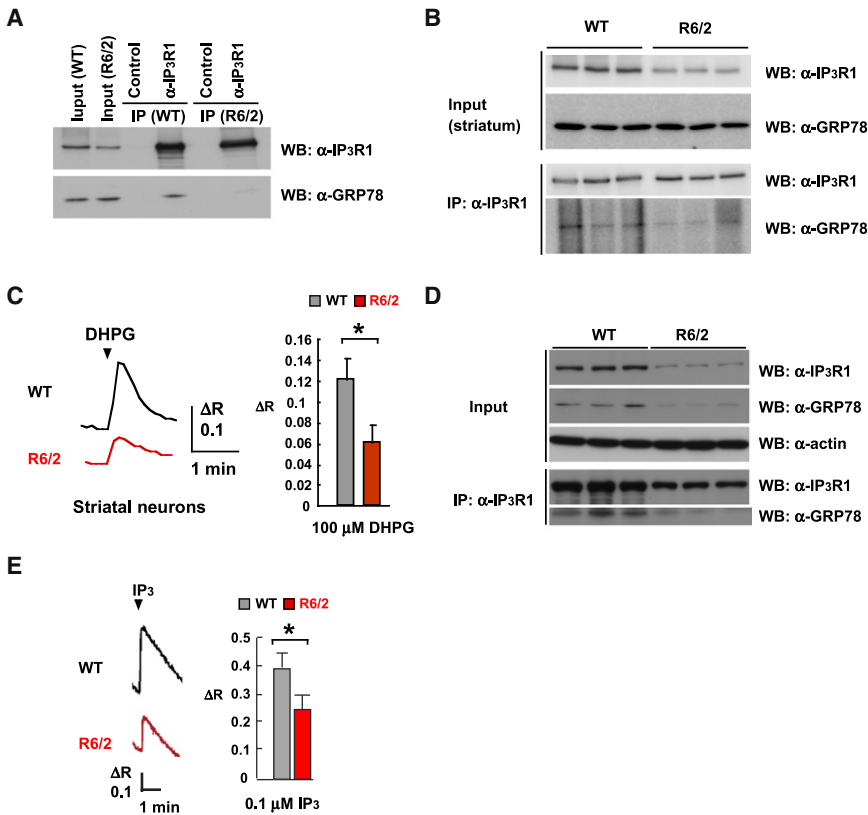 A
Iuput (WT)
Input (R6/2)
Control
α-IP3R1
Control
α-IP3R1
IP (WT)
IP (R6/2)
WB: α-IP3R1
WB: α-GRP78
B
WT
R6/2
Input
(striatum)
WB: α-IP3R1
WB: α-GRP78
IP: α-IP3R1
WB: α-IP3R1
WB: α-GRP78
C
DHPG
WT
R6/2
ΔR
0.1
1 min
Striatal neurons
WT
R6/2
*
0.16
0.14
0.12
0.10
0.08
0.06
0.04
0.02
0
ΔR
100 µM DHPG
D
WT
R6/2
Input
WB: α-IP3R1
WB: α-GRP78
WB: α-actin
IP: α-IP3R1
WB: α-IP3R1
WB: α-GRP78
E
IP3
WT
R6/2
ΔR
0.1
1 min
WT
R6/2
*
0.5
0.4
0.3
0.2
0.1
0
ΔR
0.1 µM IP3